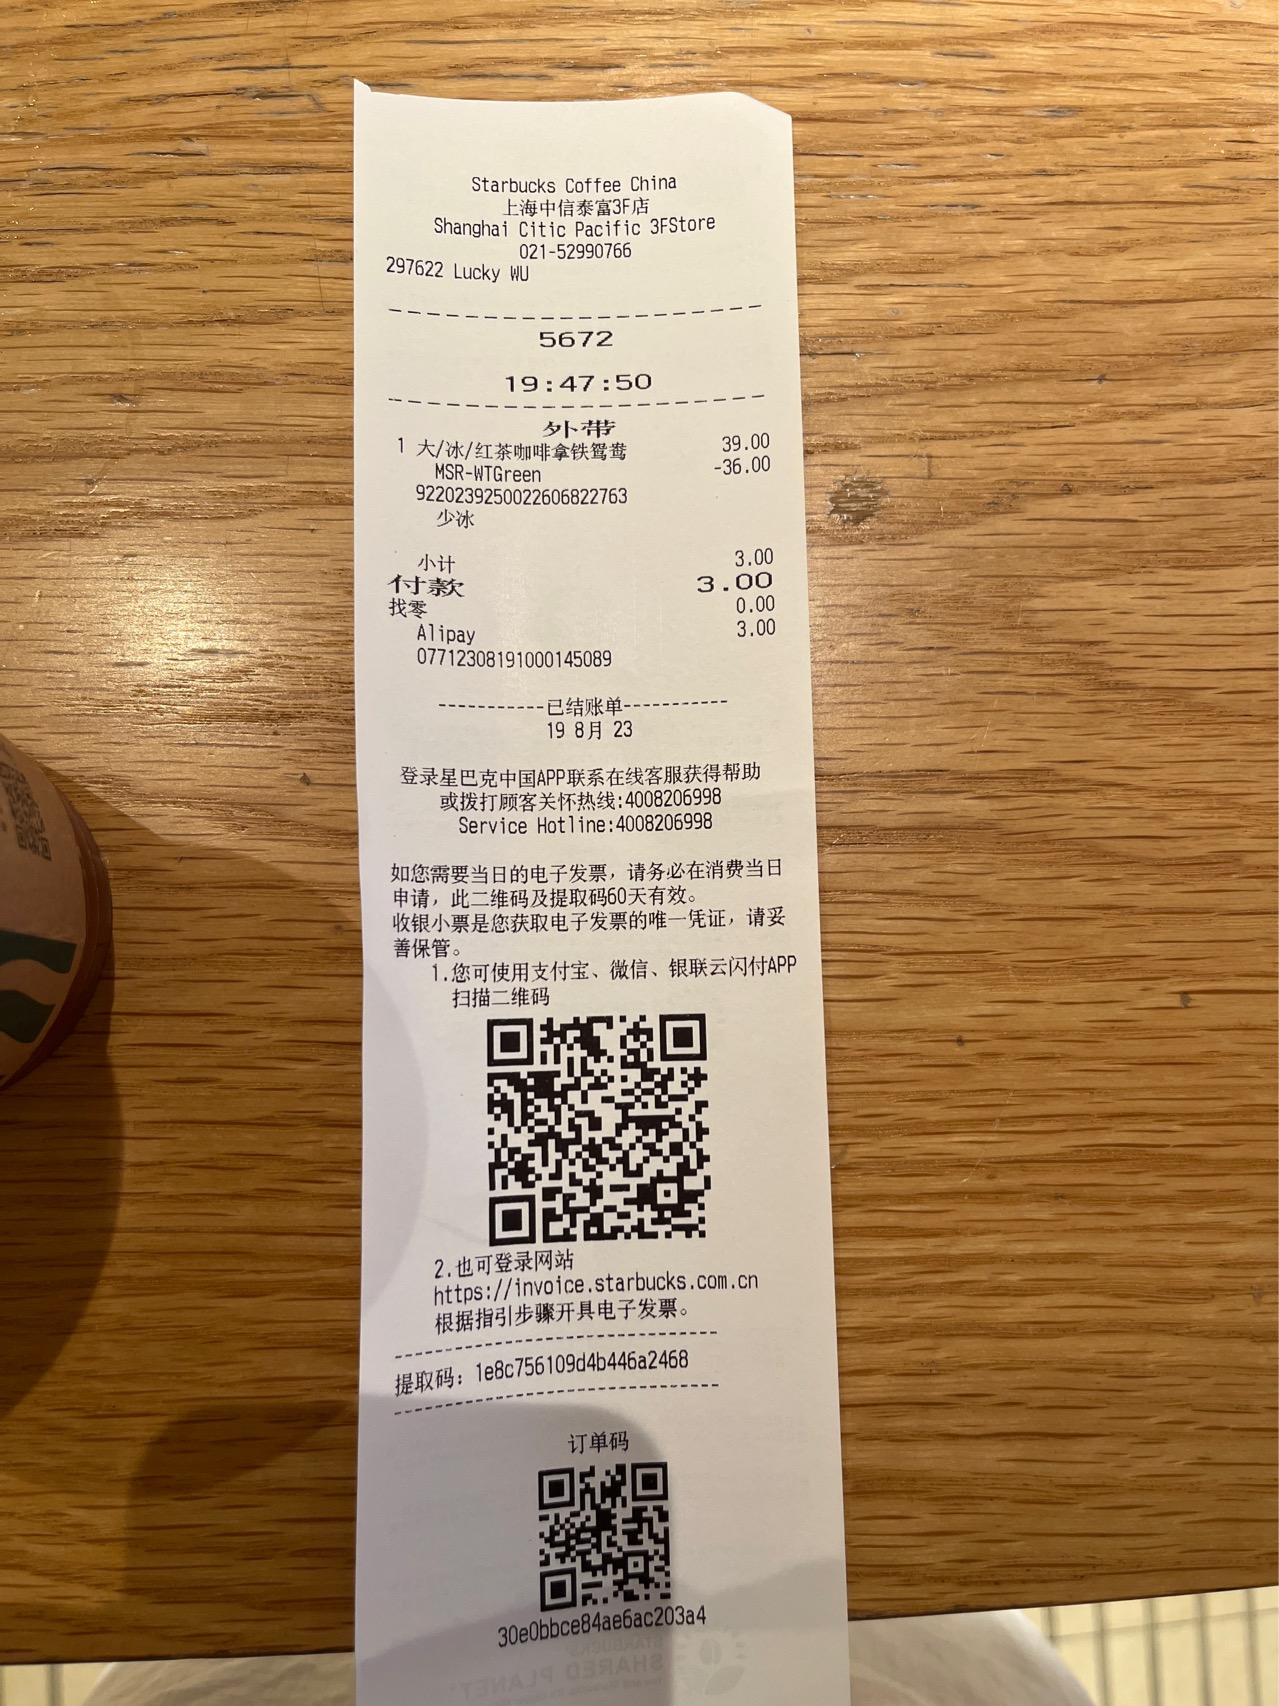 Starbucks Coffee China
上海中信泰富3F店
Shanghai Citic Pacific 3FStore
021-52990766
297622 Lucky WU
5672
19:47:50
外带
1 大/冰/红茶咖啡拿铁鸳鸯 39.00
MSR-WTGreen -36.00
9220239250022606822763
少冰
小计 3.00
付款 3.00
找零 0.00
Alipay 3.00
07712308191000145089
-----------已结账单-----------
19 8月 23
登录星巴克中国APP联系在线客服获得帮助
或拨打顾客关怀热线:4008206998
Service Hotline:4008206998
如您需要当日的电子发票，请务必在消费当日
申请，此二维码及提取码60天有效。
收银小票是您获取电子发票的唯一凭证，请妥
善保管。
1.您可使用支付宝、微信、银联云闪付APP
扫描二维码
2.也可登录网站
https://invoice.starbucks.com.cn
根据指引步骤开具电子发票。
提取码: 1e8c756109d4b446a2468
订单码
30e0bbce84ae6ac203a4
SHARED PLANET